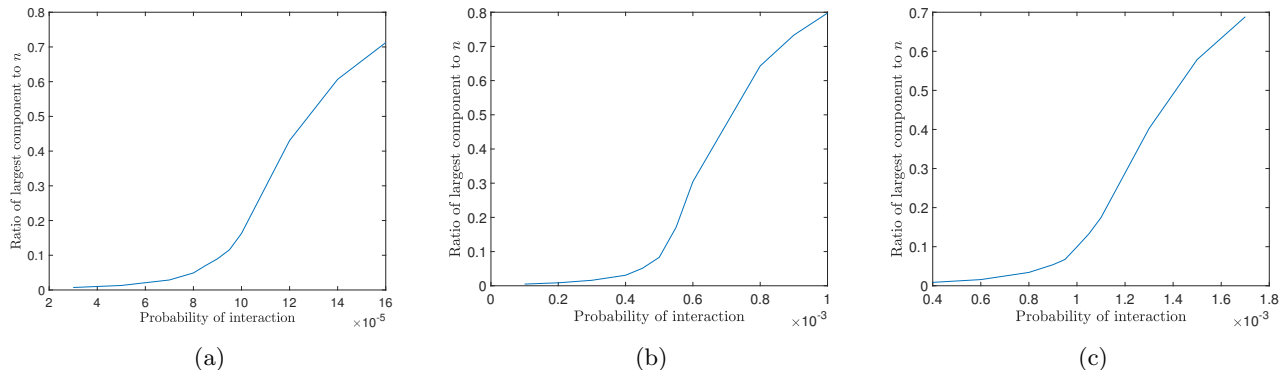 Ratio of largest component to n
0.8
0.7
0.6
0.5
0.4
0.3
0.2
0.1
0
2 4 6 8 10 12 14 16
Probability of interaction
×10-5
(a)
Ratio of largest component to n
0.8
0.7
0.6
0.5
0.4
0.3
0.2
0.1
0
0 0.2 0.4 0.6 0.8 1
Probability of interaction
×10-3
(b)
Ratio of largest component to n
0.7
0.6
0.5
0.4
0.3
0.2
0.1
0
0.4 0.6 0.8 1 1.2 1.4 1.6 1.8
Probability of interaction
×10-3
(c)